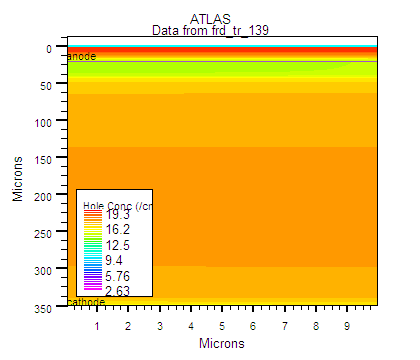 ATLAS
Data from frd_tr_139
0
50
100
150
200
250
300
350
Microns
anode
cathode
Hole Conc (/cm
19.3
16.2
12.5
9.4
5.76
2.63
1 2 3 4 5 6 7 8 9
Microns